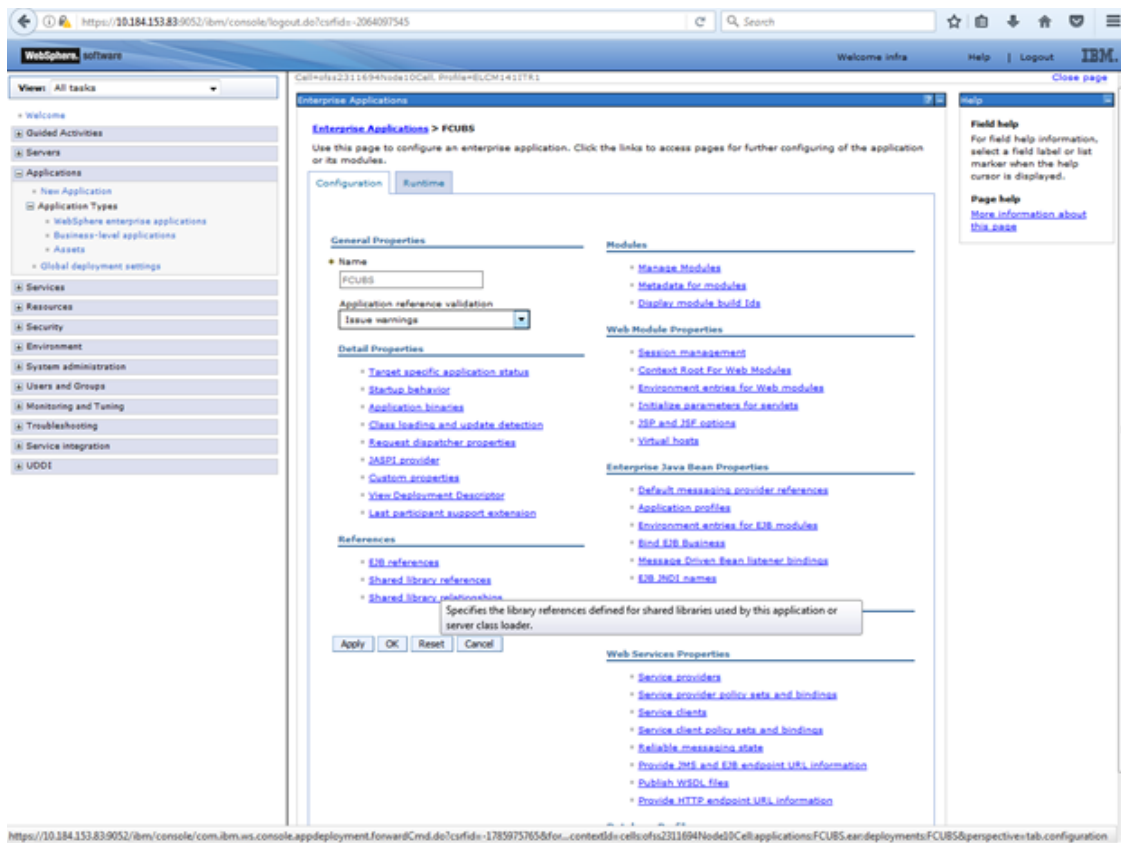 https://10.184.153.83:9052/ibm/console/logout.do?csrfid=-2064097545
Search
WebSphere. software
Welcome infra
Help | Logout
IBM.
View: All tasks
Welcome
Guided Activities
Servers
Applications
New Application
Application Types
WebSphere enterprise applications
Business-level applications
Assets
Global deployment settings
Services
Resources
Security
Environment
System administration
Users and Groups
Monitoring and Tuning
Troubleshooting
Service integration
UDDI
Cell=ofss2311694Node10Cell, Profile=ELCM141ITR1
Close page
Enterprise Applications
Enterprise Applications > FCUBS
Use this page to configure an enterprise application. Click the links to access pages for further configuring of the application
or its modules.
Configuration
Runtime
General Properties
Name
FCUBS
Application reference validation
Issue warnings
Detail Properties
Target specific application status
Startup behavior
Application binaries
Class loading and update detection
Request dispatcher properties
JASPI provider
Custom properties
View Deployment Descriptor
Last participant support extension
References
EJB references
Shared library references
Shared library relationships
Specifies the library references defined for shared libraries used by this application or
server class loader.
Apply OK Reset Cancel
Modules
Manage Modules
Metadata for modules
Display module build Ids
Web Module Properties
Session management
Context Root For Web Modules
Environment entries for Web modules
Initialize parameters for servlets
JSP and JSF options
Virtual hosts
Enterprise Java Bean Properties
Default messaging provider references
Application profiles
Environment entries for EJB modules
Bind EJB Business
Message Driven Bean listener bindings
EJB JNDI names
Web Services Properties
Service providers
Service provider policy sets and bindings
Service clients
Service client policy sets and bindings
Reliable messaging state
Provide JMS and EJB endpoint URL information
Publish WSDL files
Provide HTTP endpoint URL information
Help
Field help
For field help information,
select a field label or list
marker when the help
cursor is displayed.
Page help
More information about
this page
https://10.184.153.83:9052/ibm/console/com.ibm.ws.console.appdeployment.forwardCmd.do?csrfid=-1785975765&for...contextId=cells:ofss2311694Node10Cell:applications:FCUBS.ear:deployments:FCUBS&perspective=tab.configuration